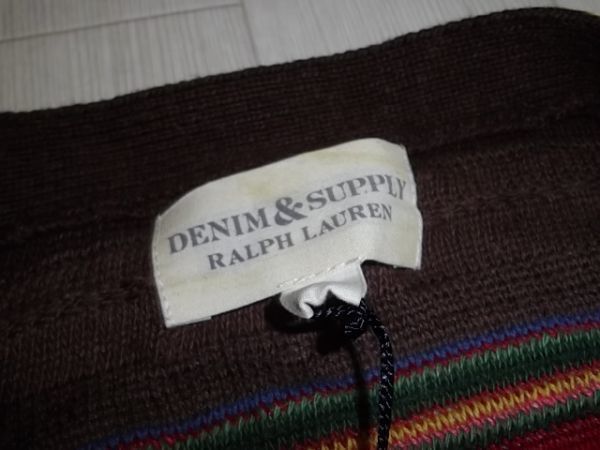 DENIM & SUPPLY
RALPH LAUREN